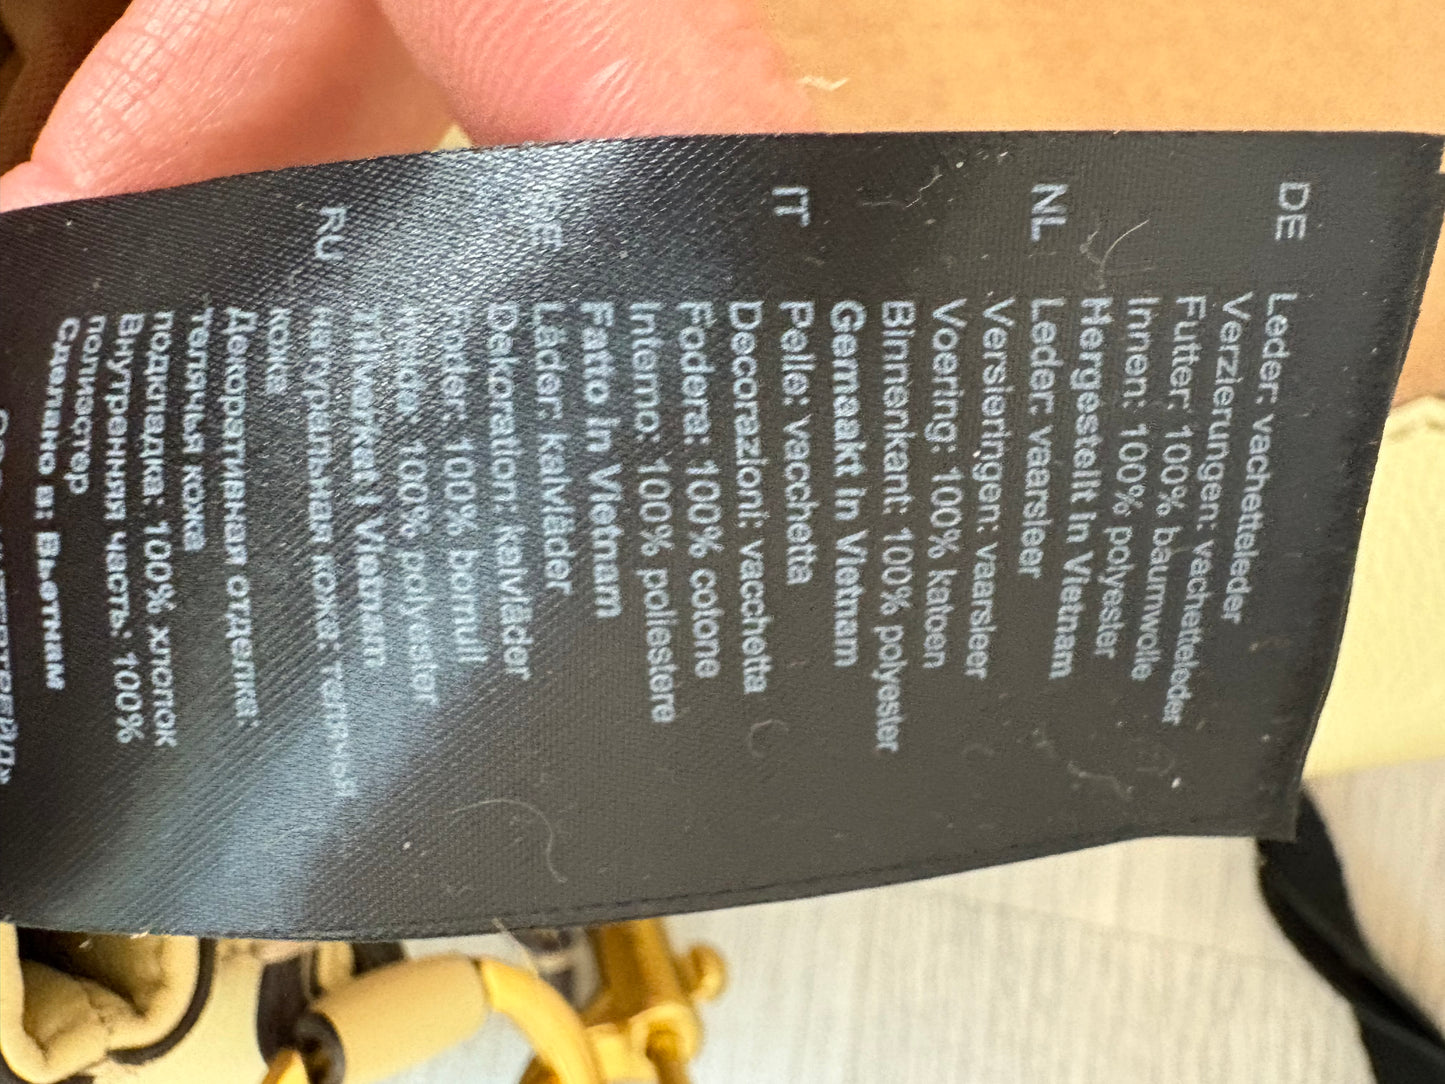 DE
Leder: vachetteleder
Verzierungen: vachetteleder
Futter: 100% baumwolle
Innen: 100% polyester
Hergestellt in Vietnam
NL
Leder: vaarsleer
Versieringen: vaarsleer
Voering: 100% katoen
Binnenkant: 100% polyester
Gemaakt in Vietnam
IT
Pelle: vacchetta
Decorazioni: vacchetta
Fodera: 100% cotone
Interno: 100% poliestere
Fatto in Vietnam
SE
Läder: kalvläder
Dekoration: kalvläder
Foder: 100% bomull
Insida: 100% polyester
Tillverkat i Vietnam
RU
Натуральная кожа: телячья
кожа
Декоративная отделка:
телячья кожа
Подкладка: 100% хлопок
Внутренняя часть: 100%
полиэстер
Сделано в: Вьетнам